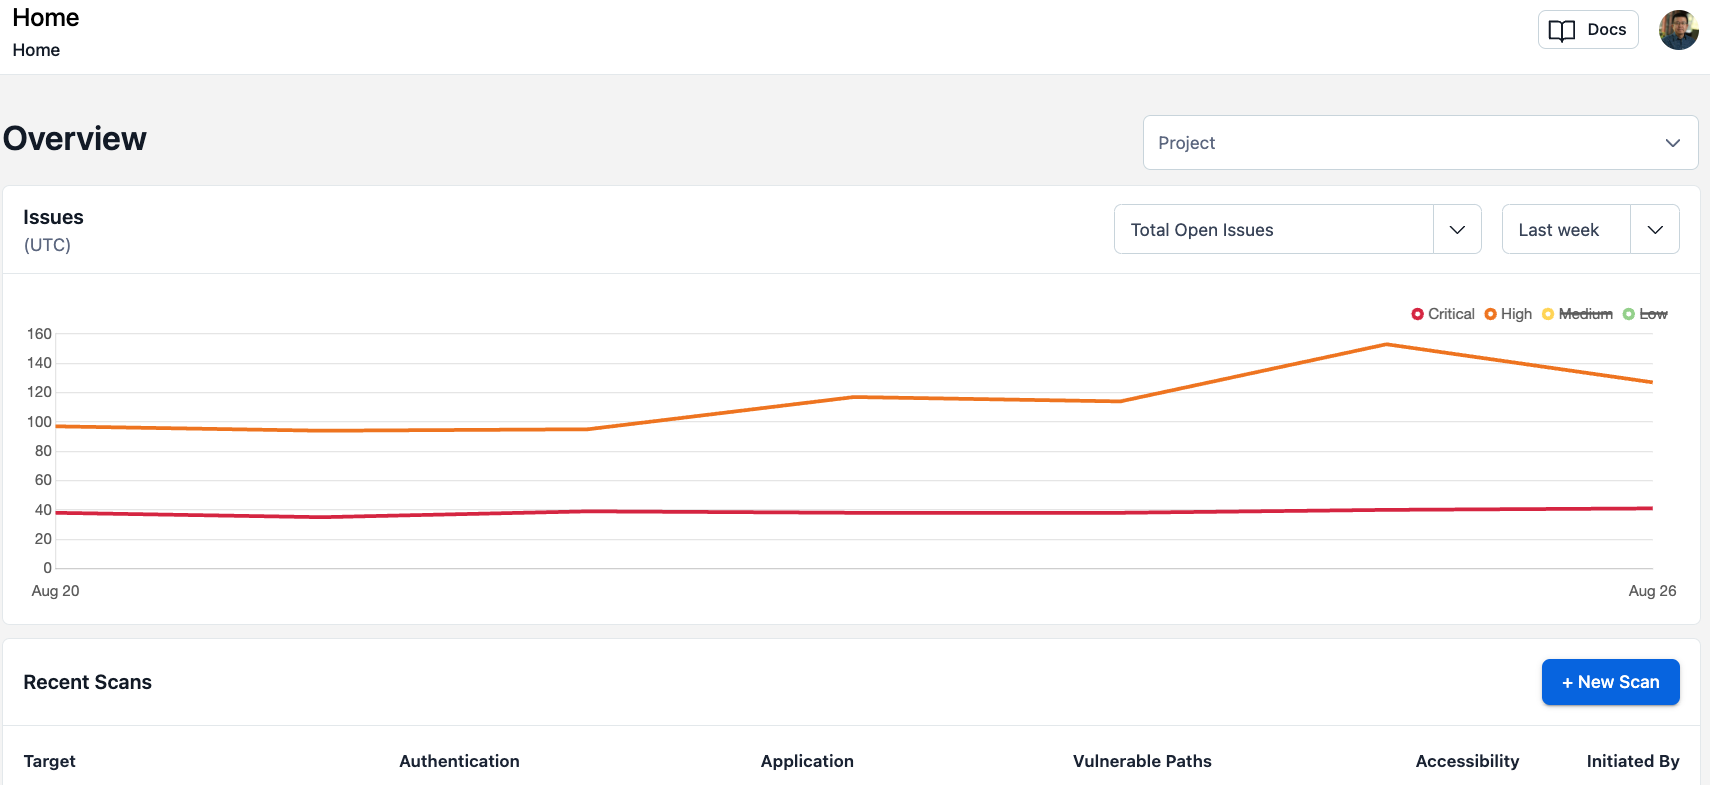 Home
Home
Docs
Overview
Project
Issues
(UTC)
Total Open Issues
Last week
Critical High Medium Low
160
140
120
100
80
60
40
20
0
Aug 20 Aug 26
Recent Scans
+ New Scan
Target Authentication Application Vulnerable Paths Accessibility Initiated By